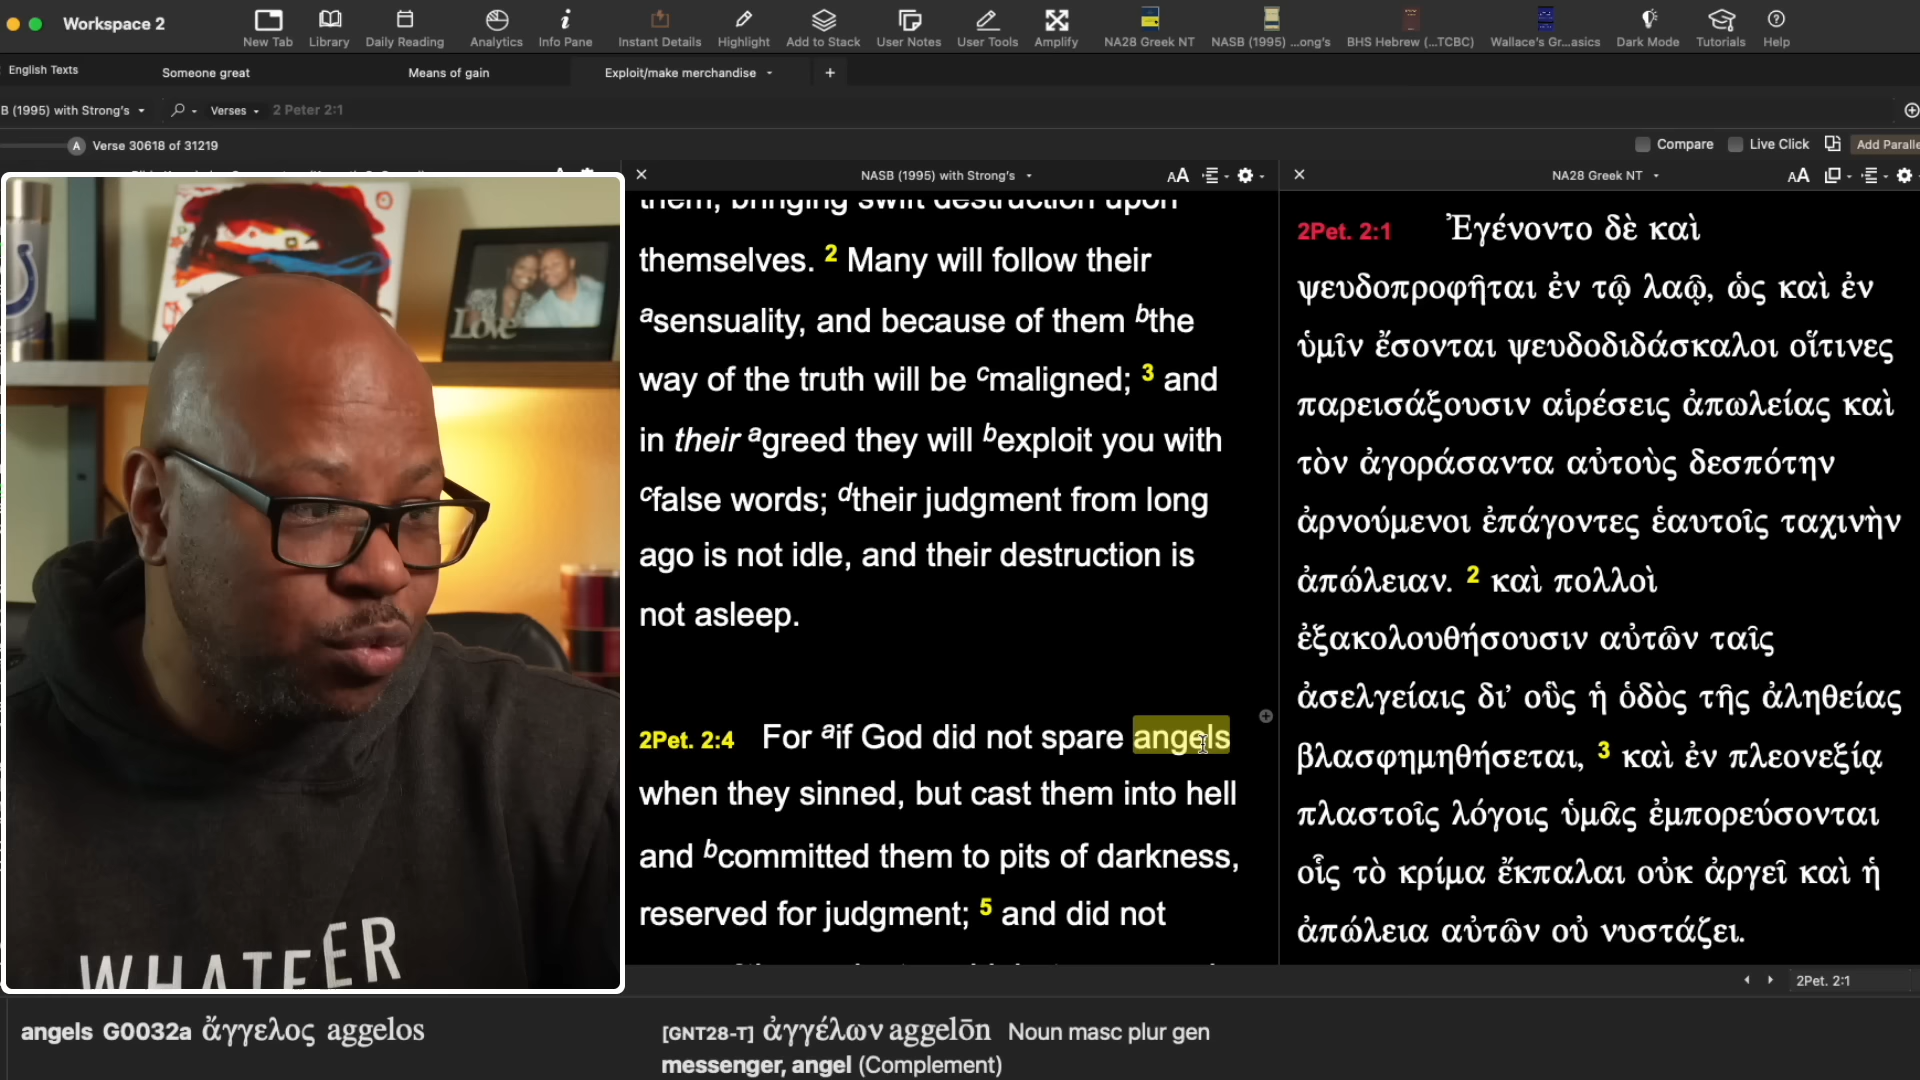 Workspace 2
New Tab
Library
Daily Reading
Analytics
Info Pane
Instant Details
Highlight
Add to Stack
User Notes
User Tools
Amplify
NA28 Greek NT
NASB (1995) ...ong's
BHS Hebrew (...TCBC)
Wallace's Gr...asics
Dark Mode
Tutorials
Help
English Texts
Someone great
Means of gain
Exploit/make merchandise
B (1995) with Strong's
Verses
2 Peter 2:1
A
Verse 30618 of 31219
Compare
Live Click
Add Paralle
NASB (1995) with Strong's
AA
them, bringing swift destruction upon
themselves. 2 Many will follow their
asensuality, and because of them bthe
way of the truth will be cmaligned; 3 and
in their agreed they will bexploit you with
cfalse words; dtheir judgment from long
ago is not idle, and their destruction is
not asleep.
2Pet. 2:4 For aif God did not spare angels
when they sinned, but cast them into hell
and bcommitted them to pits of darkness,
reserved for judgment; 5 and did not
NA28 Greek NT
AA
2Pet. 2:1 Ἐγένοντο δὲ καὶ
ψευδοπροφῆται ἐν τῷ λαῷ, ὡς καὶ ἐν
ὑμῖν ἔσονται ψευδοδιδάσκαλοι οἵτινες
παρεισάξουσιν αἱρέσεις ἀπωλείας καὶ
τὸν ἀγοράσαντα αὐτοὺς δεσπότην
ἀρνούμενοι ἐπάγοντες ἑαυτοῖς ταχινὴν
ἀπώλειαν. 2 καὶ πολλοὶ
ἐξακολουθήσουσιν αὐτῶν ταῖς
ἀσελγείαις δι’ οὓς ἡ ὁδὸς τῆς ἀληθείας
βλασφημηθήσεται, 3 καὶ ἐν πλεονεξίᾳ
πλαστοῖς λόγοις ὑμᾶς ἐμπορεύσονται
οἷς τὸ κρίμα ἔκπαλαι οὐκ ἀργεῖ καὶ ἡ
ἀπώλεια αὐτῶν οὐ νυστάζει.
2Pet. 2:1
Love
angels G0032a ἄγγελος aggelos
[GNT28-T] ἀγγέλων aggelōn Noun masc plur gen
messenger, angel (Complement)